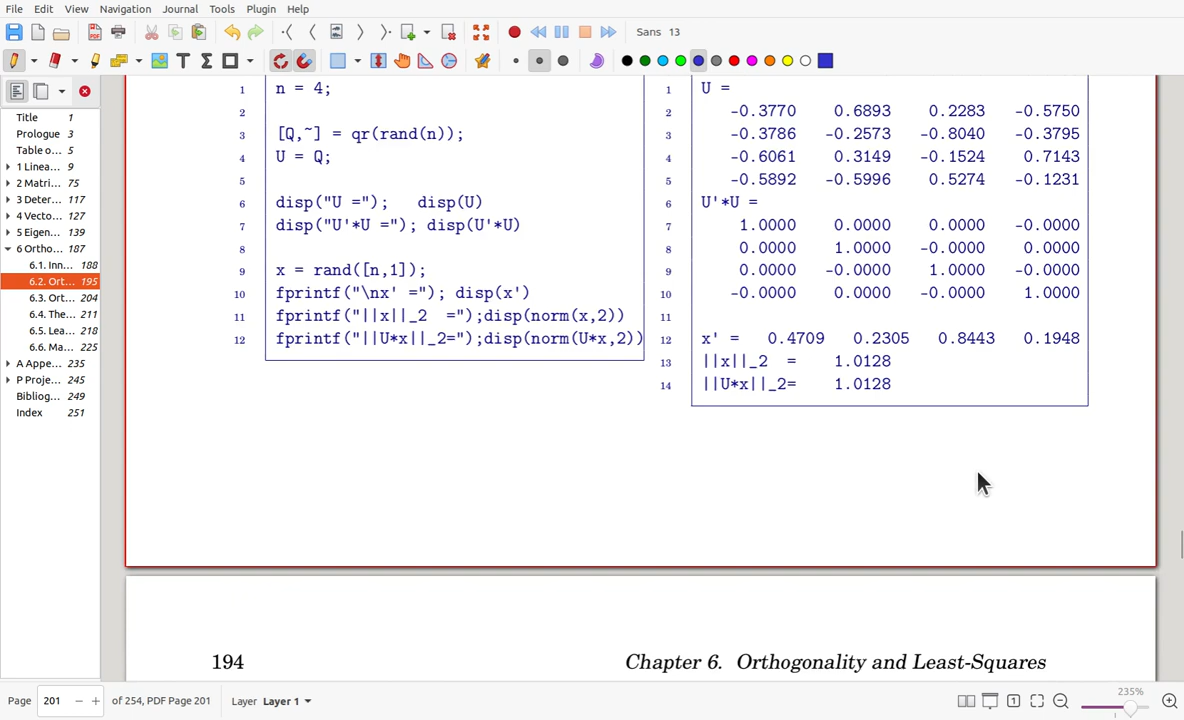 File Edit View Navigation Journal Tools Plugin Help
Sans 13
Title 1
Prologue 3
Table o... 5
1 Linea... 9
2 Matri... 75
3 Deter... 117
4 Vecto... 127
5 Eigen... 139
6 Ortho... 187
6.1. Inn... 188
6.2. Ort... 195
6.3. Ort... 204
6.4. The... 211
6.5. Lea... 218
6.6. Ma... 225
A Appe... 235
P Proje... 245
Bibliog... 249
Index 251
1 n = 4;
2
3 [Q,~] = qr(rand(n));
4 U = Q;
5
6 disp("U ="); disp(U)
7 disp("U'*U ="); disp(U'*U)
8
9 x = rand([n,1]);
10 fprintf("\nx' ="); disp(x')
11 fprintf("||x||_2 =");disp(norm(x,2))
12 fprintf("||U*x||_2=");disp(norm(U*x,2))
1 U =
2 -0.3770 0.6893 0.2283 -0.5750
3 -0.3786 -0.2573 -0.8040 -0.3795
4 -0.6061 0.3149 -0.1524 0.7143
5 -0.5892 -0.5996 0.5274 -0.1231
6 U'*U =
7 1.0000 0.0000 0.0000 -0.0000
8 0.0000 1.0000 -0.0000 0.0000
9 0.0000 -0.0000 1.0000 -0.0000
10 -0.0000 0.0000 -0.0000 1.0000
11
12 x' = 0.4709 0.2305 0.8443 0.1948
13 ||x||_2 = 1.0128
14 ||U*x||_2= 1.0128
194 Chapter 6. Orthogonality and Least-Squares
Page 201 of 254, PDF Page 201 Layer Layer 1
235%